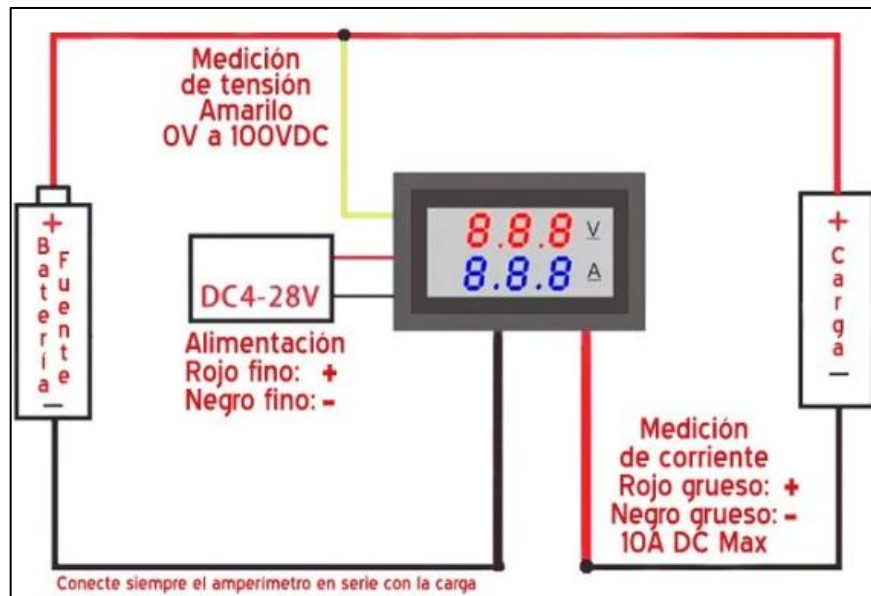 Medición
de tensión
Amarilo
0V a 100VDC
+
Batería
Fuente
-
8.8.8 V
8.8.8 A
DC4-28V
Alimentación
Rojo fino: +
Negro fino: -
+
Carga
-
Medición
de corriente
Rojo grueso: +
Negro grueso: -
10A DC Max
Conecte siempre el amperimetro en serie con la carga